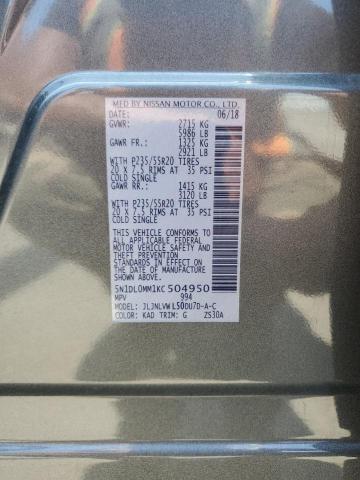 MFD BY NISSAN MOTOR CO., LTD.
DATE: 06/18
GVWR: 2715 KG
5986 LB
GAWR FR.: 1325 KG
2921 LB
WITH P235/55R20 TIRES
20 X 7.5 RIMS AT 35 PSI
COLD SINGLE
GAWR RR.: 1415 KG
3120 LB
WITH P235/55R20 TIRES
20 X 7.5 RIMS AT 35 PSI
COLD SINGLE
THIS VEHICLE CONFORMS TO ALL
APPLICABLE FEDERAL MOTOR
VEHICLE SAFETY, BUMPER, AND
THEFT PREVENTION
STANDARDS IN EFFECT ON THE
DATE OF MANUFACTURE
SHOWN ABOVE.
5N1DL0MM1KC504950
MPV 994
MODEL: JLJNLVWL50DU7D-A-C
COLOR: KAD TRIM: G ZS30A